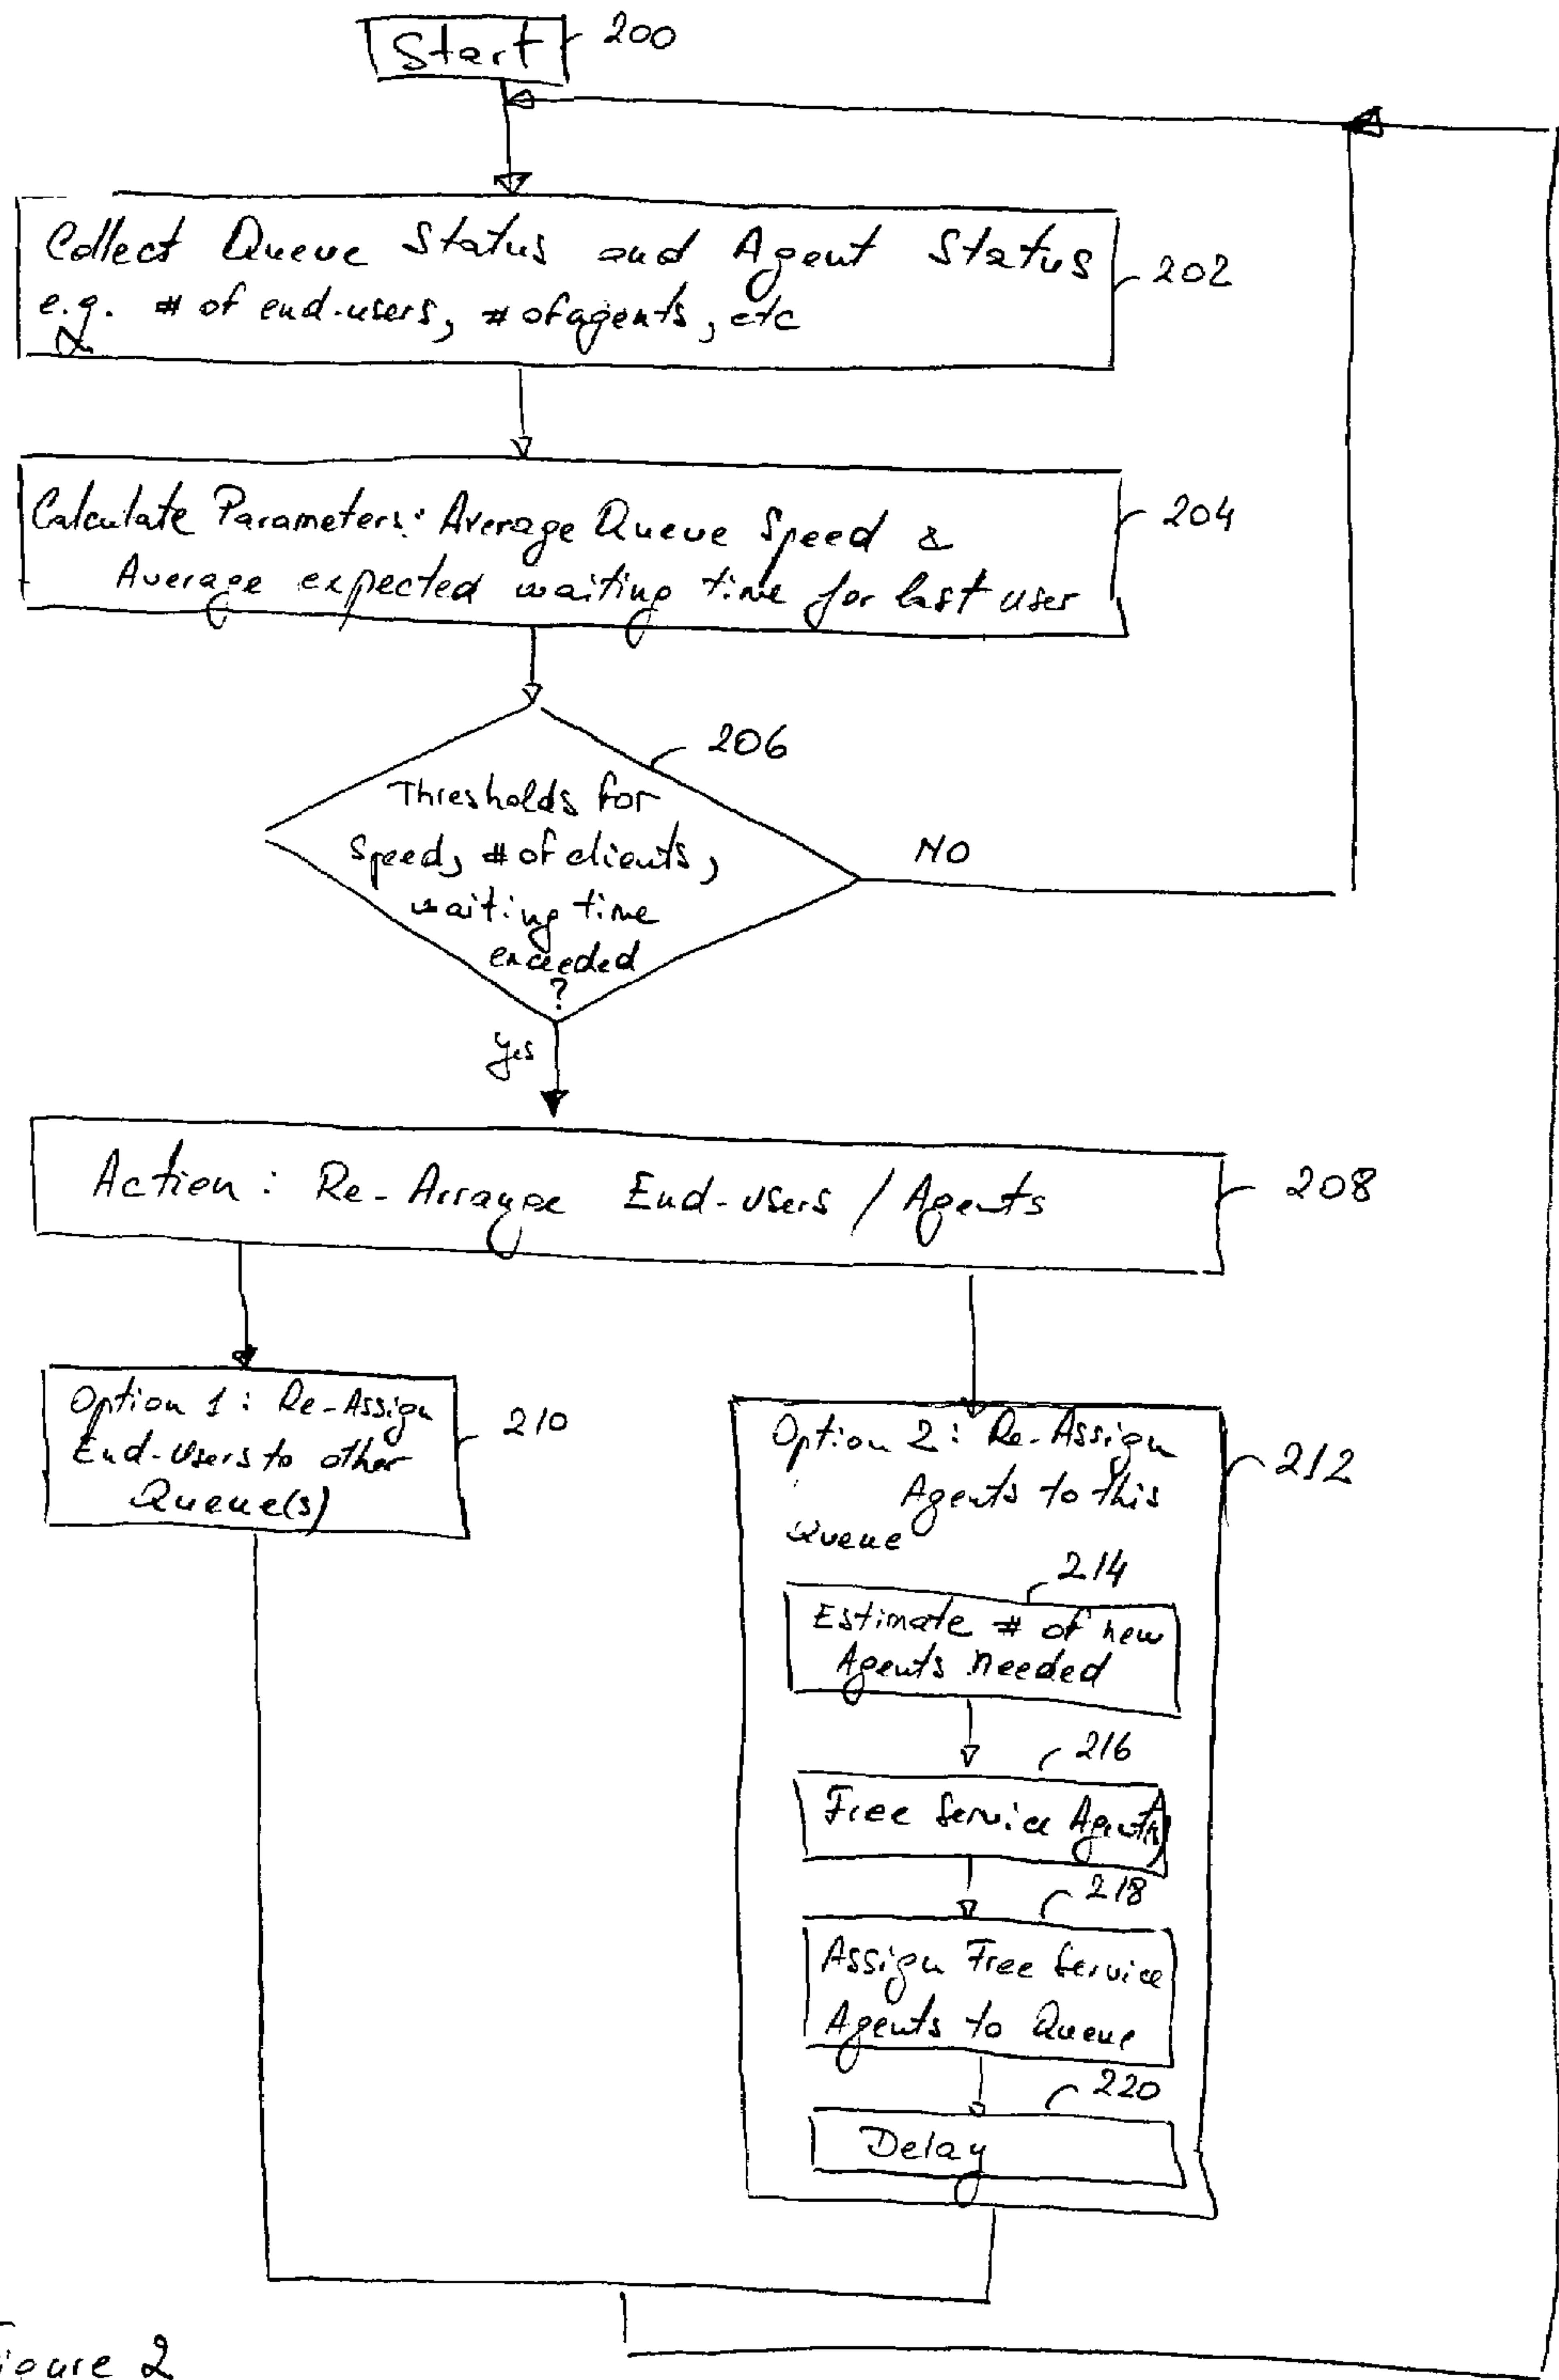 Start 200
Collect Queue Status and Agent Status
e.g. # of end-users, # of agents, etc
202
Calculate Parameters: Average Queue Speed &
Average expected waiting time for last user
204
206
Thresholds for
Speed, # of clients,
waiting time
exceeded
?
NO
Yes
Action: Re-Arrange End-Users / Agents
208
Option 1: Re-Assign
End-Users to other
Queue(s)
210
Option 2: Re-Assign
Agents to this
Queue
212
214
Estimate # of new
Agents needed
216
Free Service Agents
218
Assign Free Service
Agents to Queue
220
Delay
Figure 2